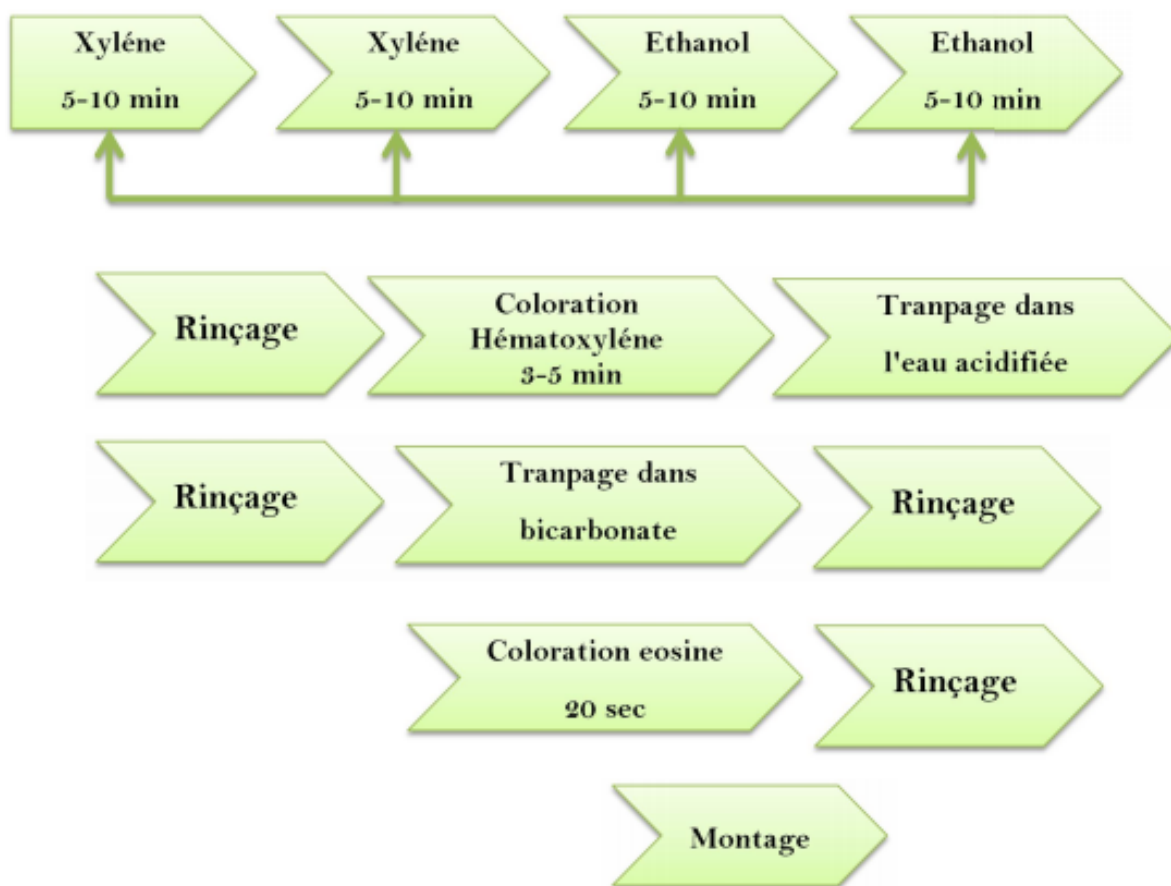 Xyléne
5-10 min
Xyléne
5-10 min
Ethanol
5-10 min
Ethanol
5-10 min
Rinçage
Coloration
Hématoxyléne
3-5 min
Tranpage dans
l'eau acidifiée
Rinçage
Tranpage dans
bicarbonate
Rinçage
Coloration eosine
20 sec
Rinçage
Montage